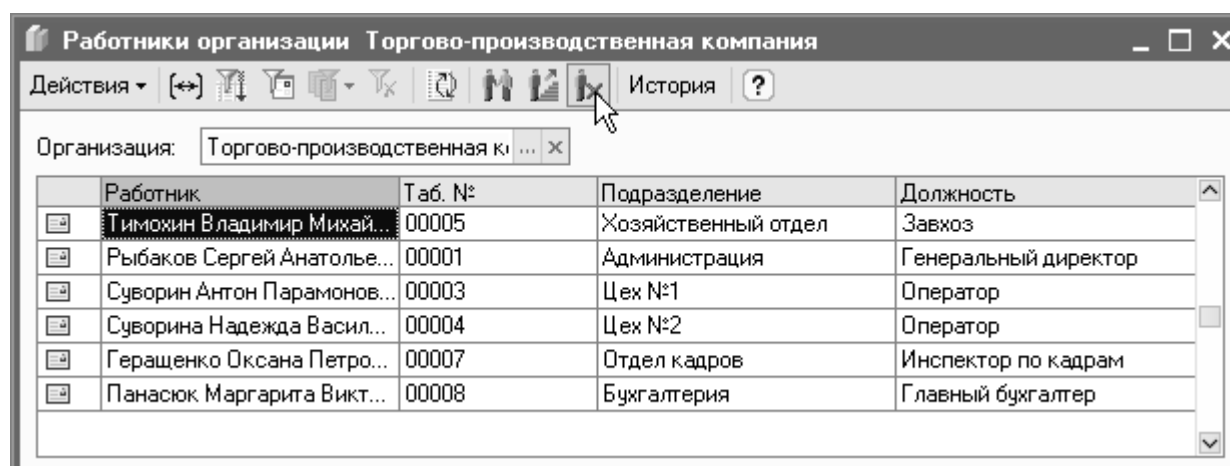 Работники организации Торгово-производственная компания
Действия История ?
Организация: Торгово-производственная к ...
Работник Таб. № Подразделение Должность
Тимохин Владимир Михай... 00005 Хозяйственный отдел Завхоз
Рыбаков Сергей Анатолье... 00001 Администрация Генеральный директор
Суворин Антон Парамонов... 00003 Цех №1 Оператор
Суворина Надежда Васил... 00004 Цех №2 Оператор
Геращенко Оксана Петро... 00007 Отдел кадров Инспектор по кадрам
Панасюк Маргарита Викт... 00008 Бухгалтерия Главный бухгалтер